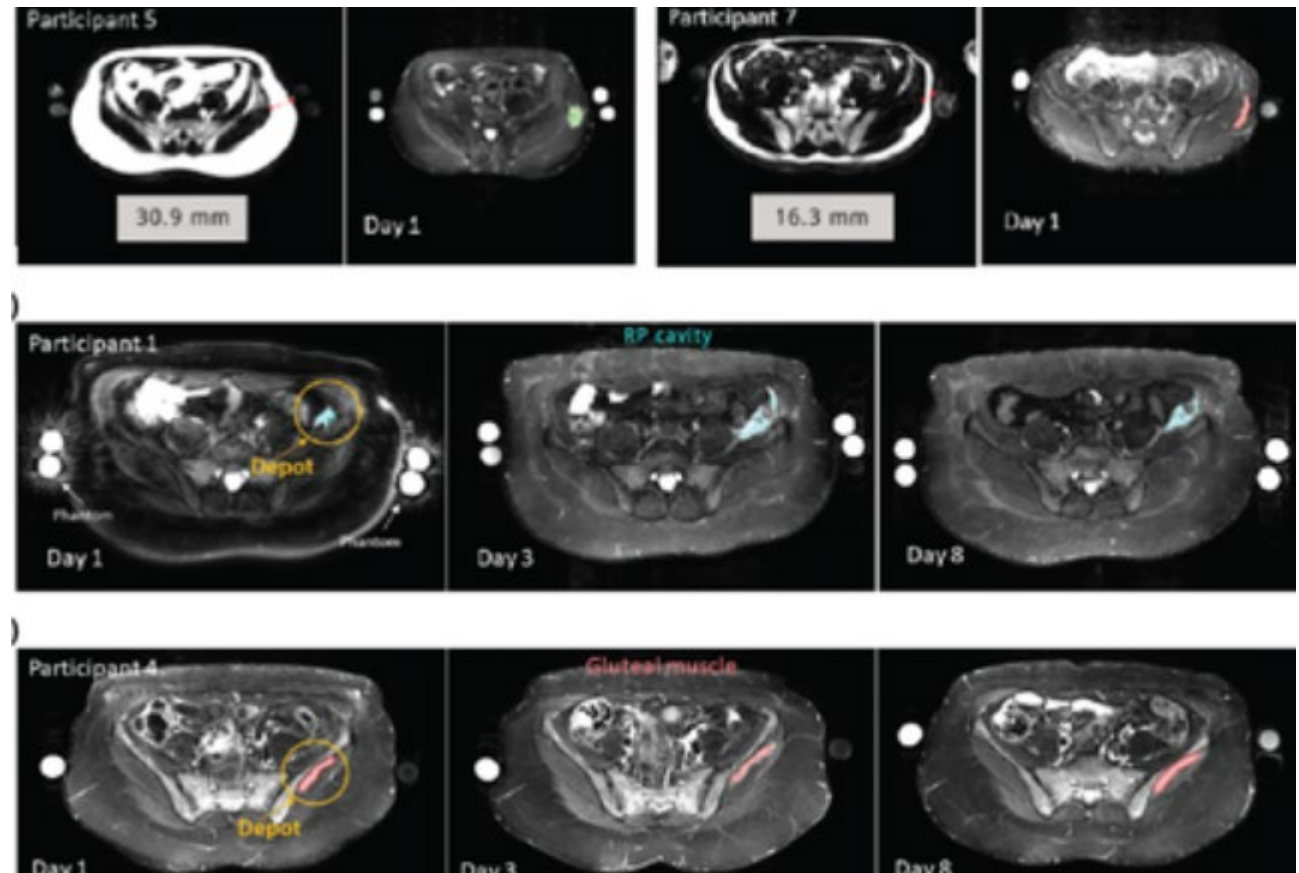 Participant 5
Participant 7
30.9 mm
Day 1
16.3 mm
Day 1
)
Participant 1
RP cavity
Depot
Phantom
Phantom
Day 1
Day 3
Day 8
)
Participant 4
Gluteal muscle
Depot
Day 1
Day 3
Day 8